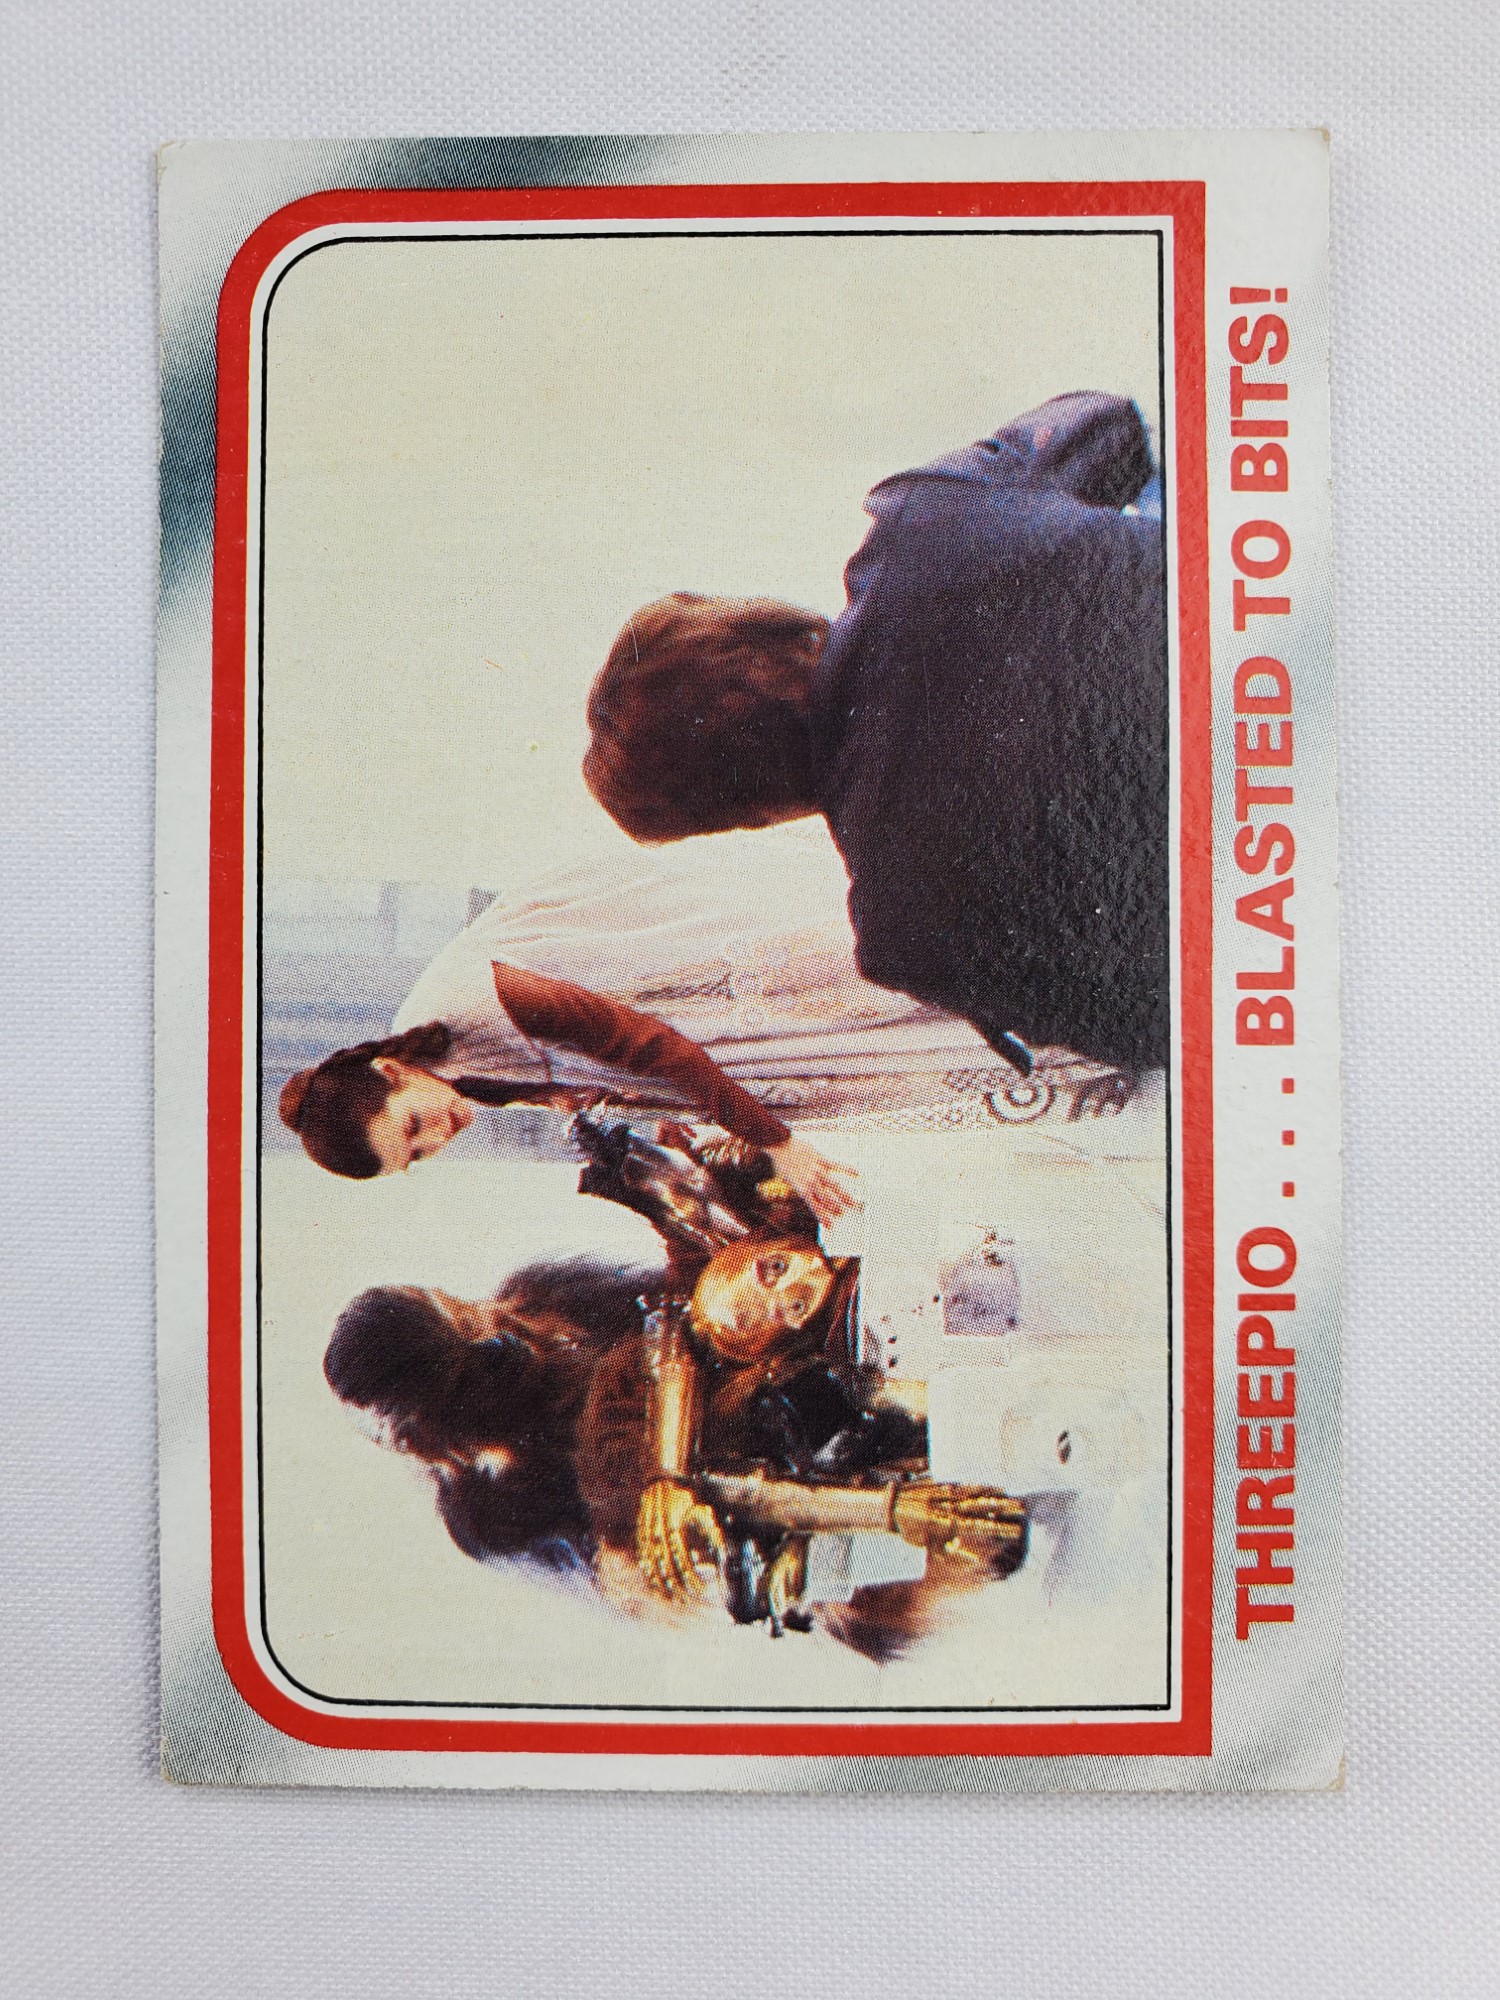 THREEPIO . . . BLASTED TO BITS!